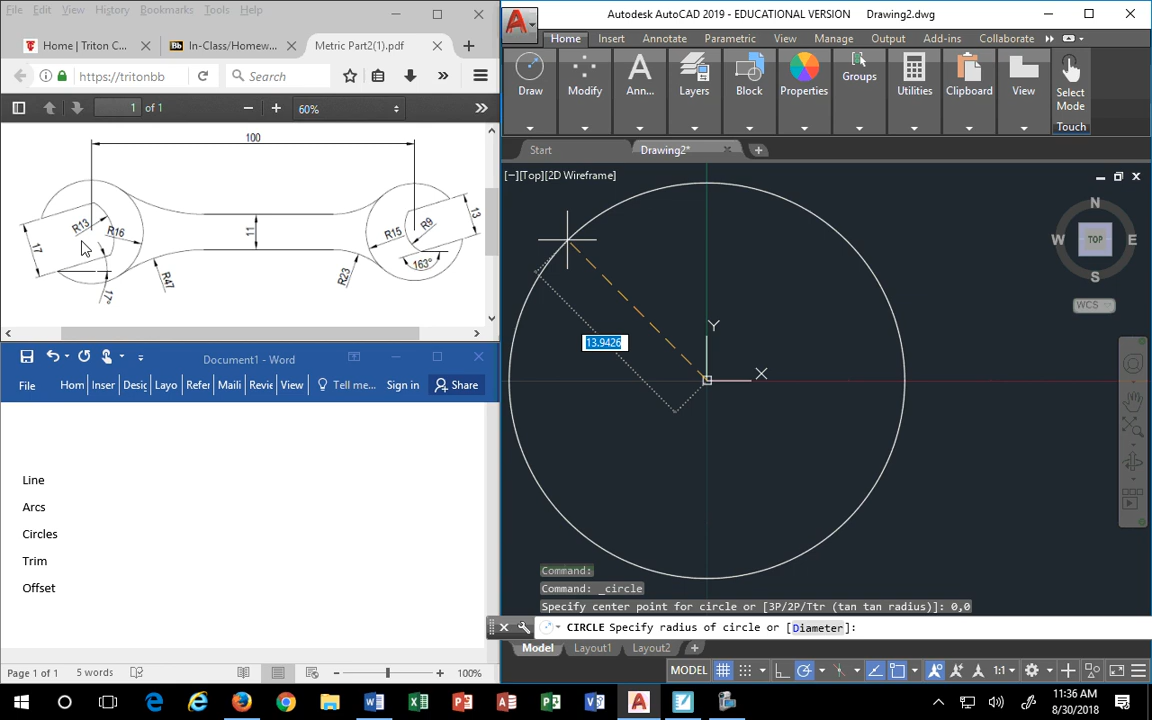 File Edit View History Bookmarks Tools Help
Home | Triton C...
In-Class/Homew...
Metric Part2(1).pdf
https://tritonbb
Search
1 of 1
60%
100
R13
R16
17
17°
R47
11
R23
R15
R9
13
163°
Document1 - Word
File Hom Inser Desig Layo Refer Maili Revie View Tell me... Sign in Share
Line
Arcs
Circles
Trim
Offset
Page 1 of 1 5 words 100%
Autodesk AutoCAD 2019 - EDUCATIONAL VERSION Drawing2.dwg
Home Insert Annotate Parametric View Manage Output Add-ins Collaborate
Draw
Modify
Ann...
Layers
Block
Properties
Groups
Utilities
Clipboard
View
Select
Mode
Touch
Start
Drawing2*
[−][Top][2D Wireframe]
N
W TOP E
S
WCS
Y
X
13.9426
Command:
Command: _circle
Specify center point for circle or [3P/2P/Ttr (tan tan radius)]: 0,0
CIRCLE Specify radius of circle or [Diameter]:
Model Layout1 Layout2
MODEL
1:1
11:36 AM
8/30/2018